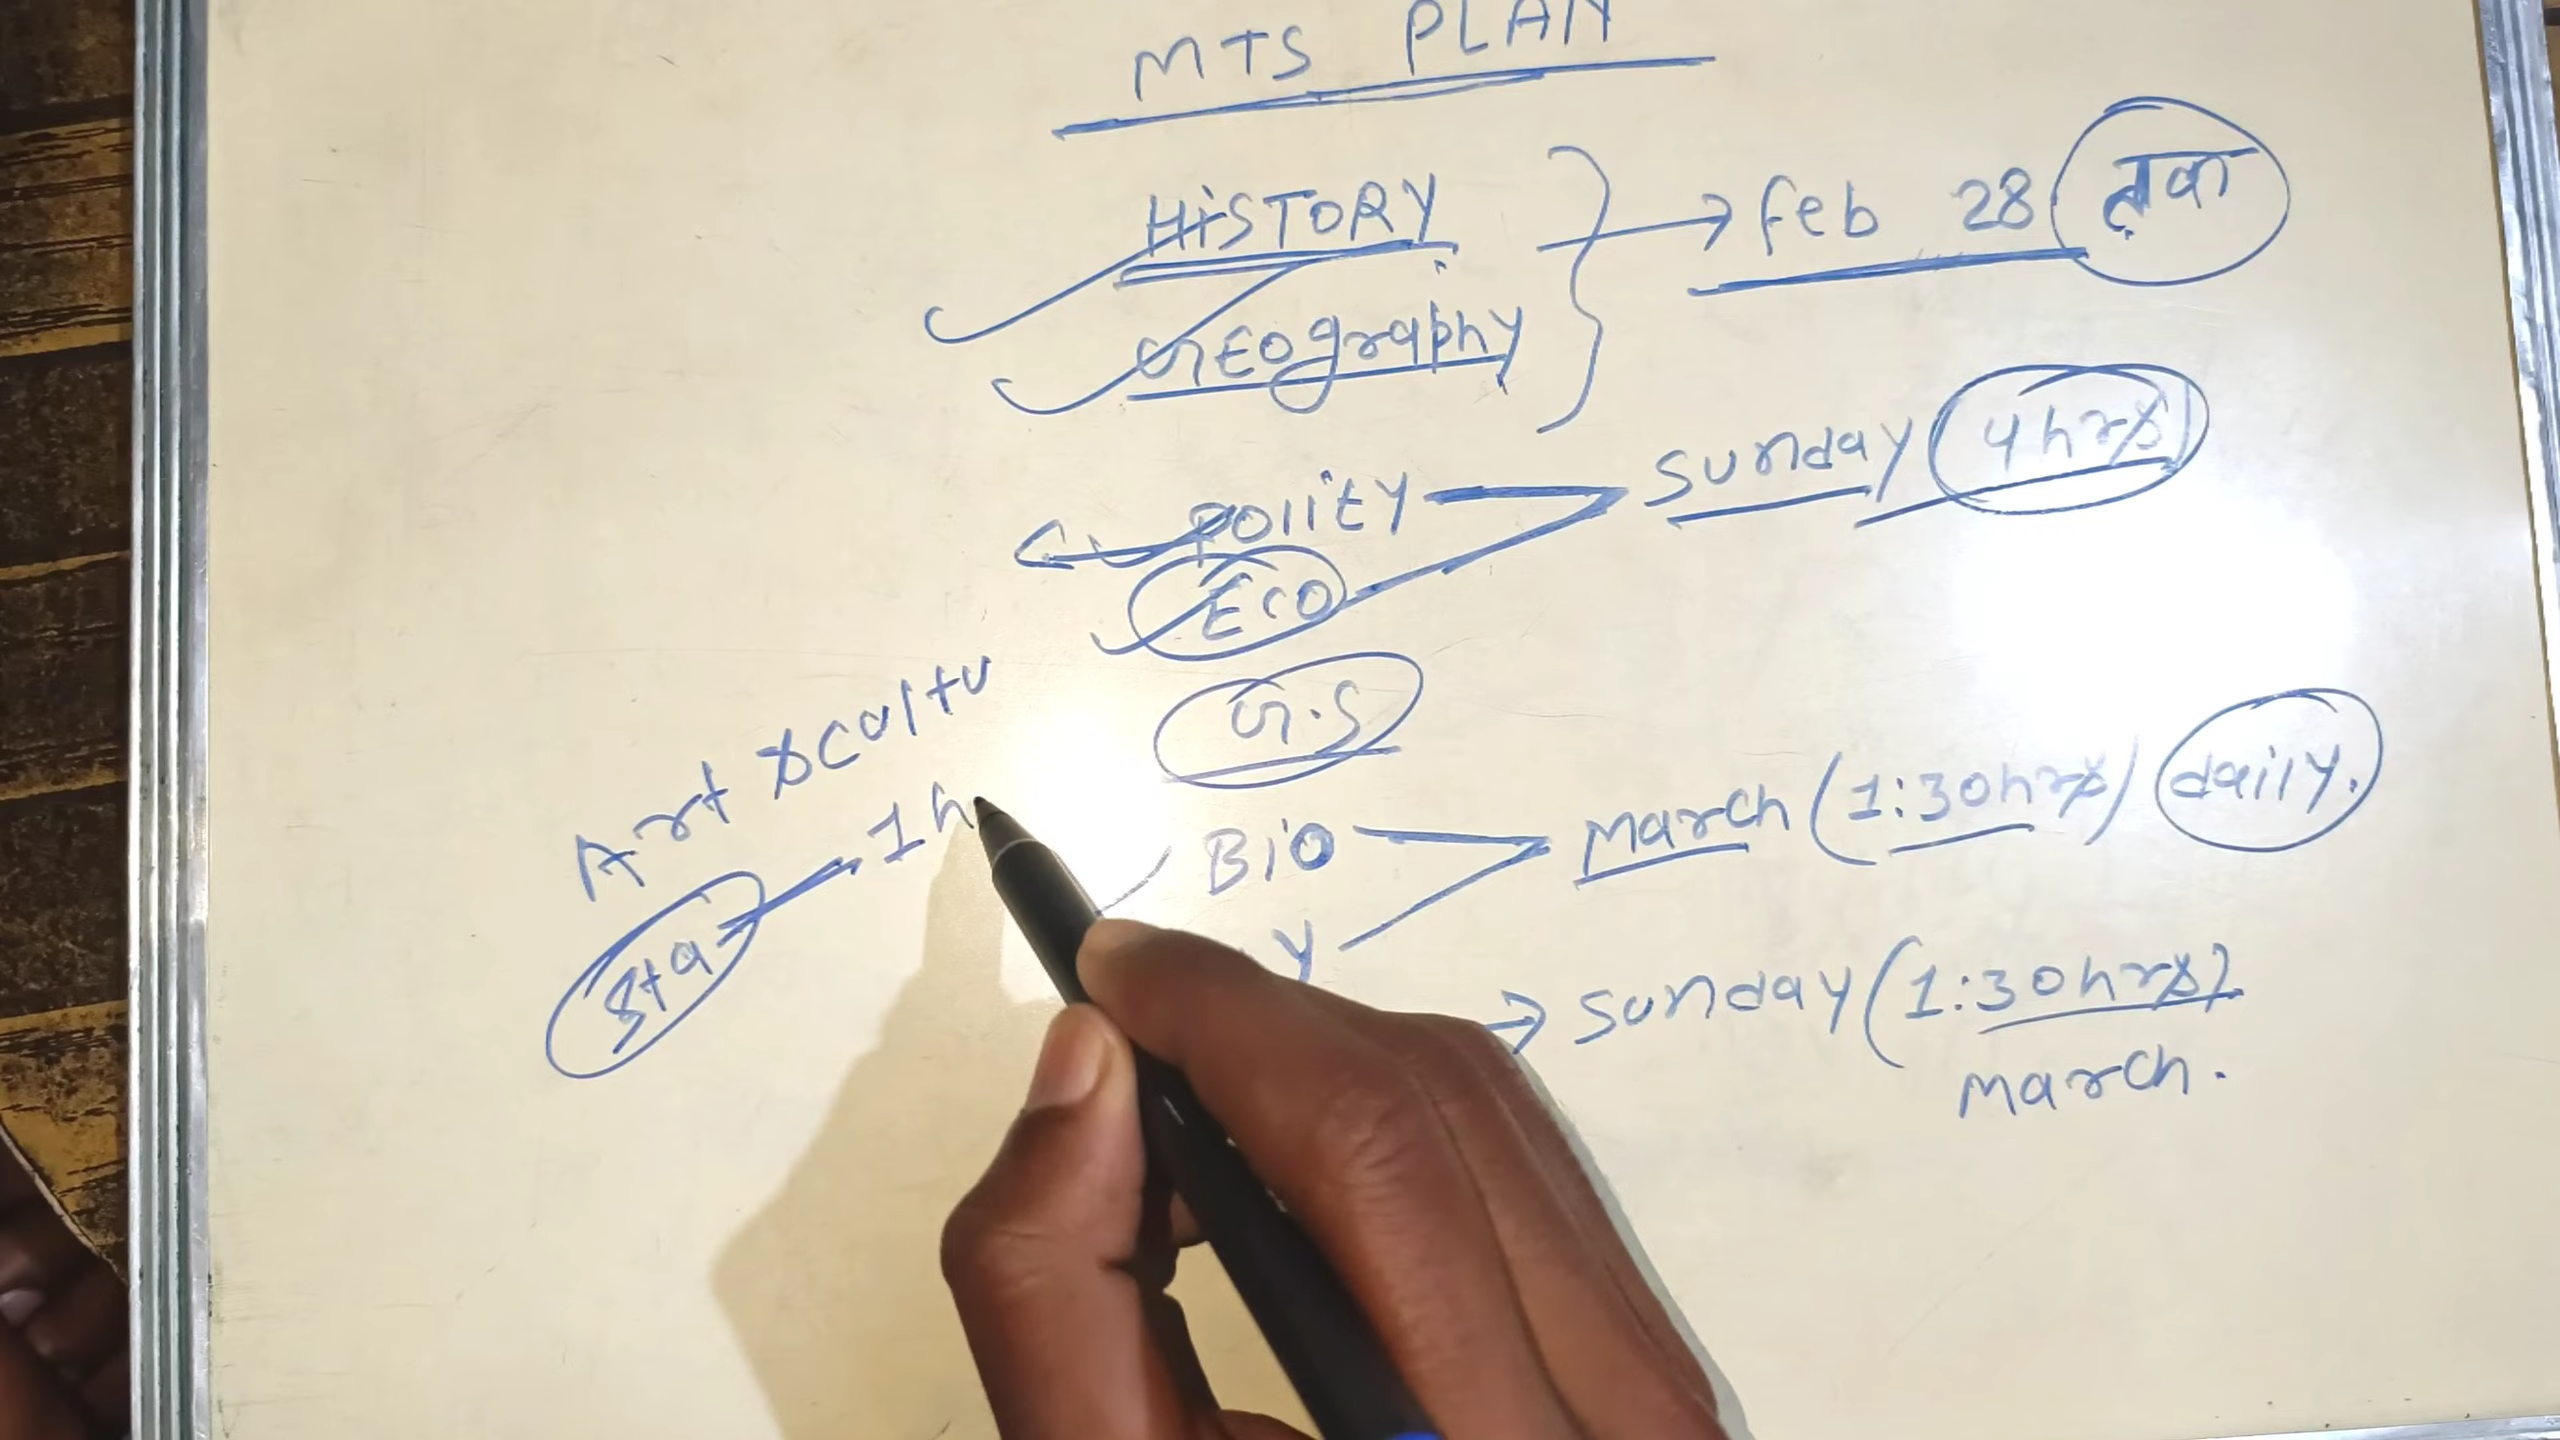 MTS PLAN
HiSTORY → feb 28 तक
GEOgraphy
Polity Sunday 4hrs
Eco
G.S
Bio March (1:30hrs) daily.
y
→ Sunday (1:30hrs)
March.
Art & cultu
Sta 1h